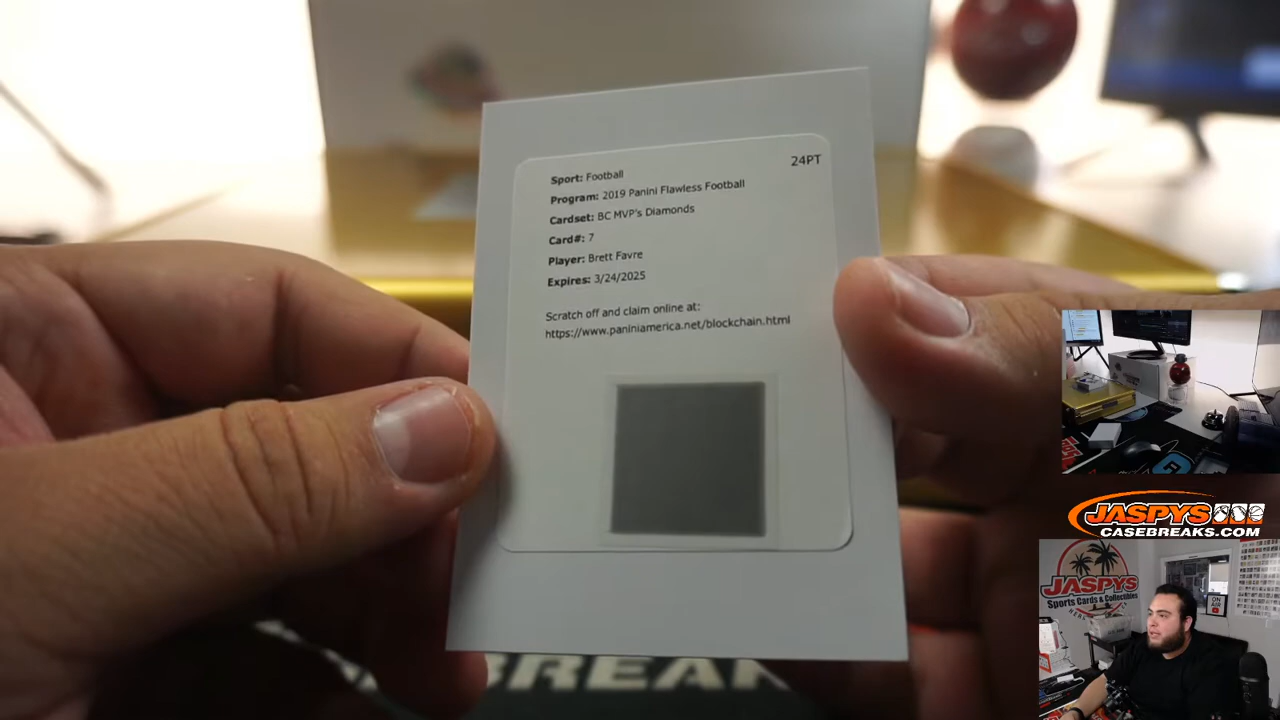 24PT
Sport: Football
Program: 2019 Panini Flawless Football
Cardset: BC MVP's Diamonds
Card#: 7
Player: Brett Favre
Expires: 3/24/2025
Scratch off and claim online at:
https://www.paniniamerica.net/blockchain.html
BREAK
JASPYS
CASEBREAKS.COM
JASPYS
Sports Cards & Collectibles
ON AIR